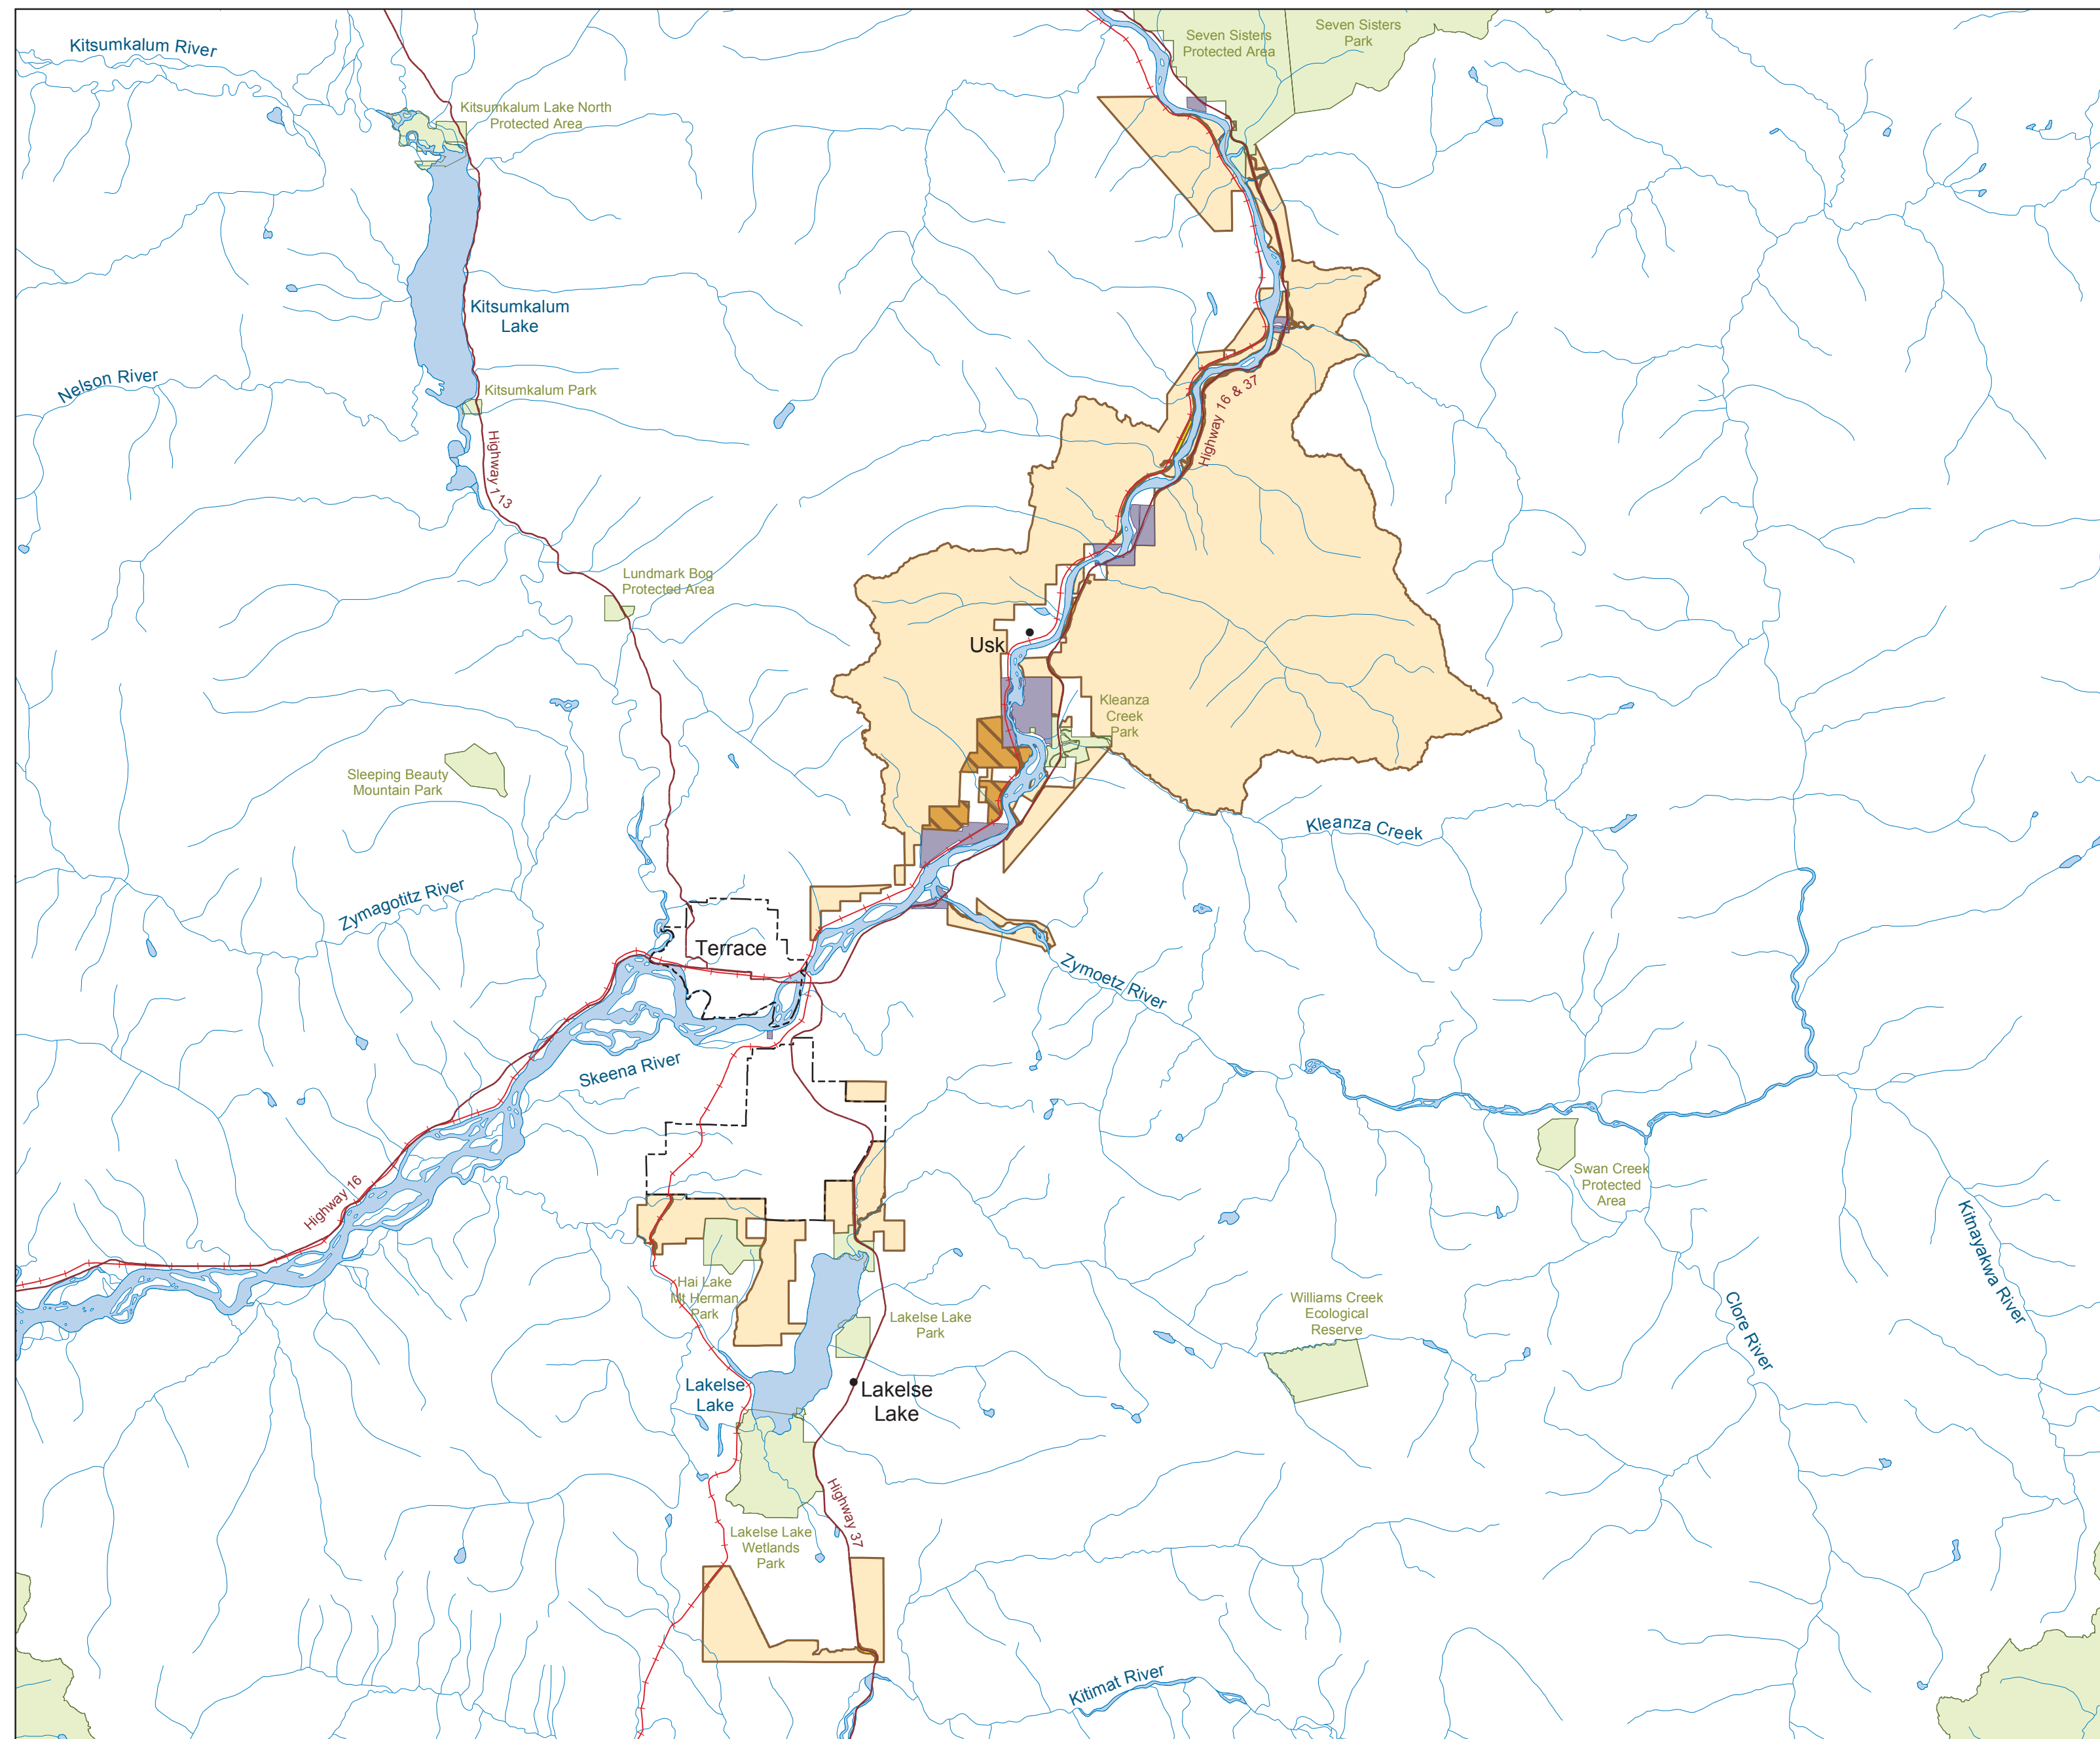 Seven Sisters
Protected Area
Seven Sisters
Park
Kitsumkalum River
Kitsumkalum Lake North
Protected Area
Kitsumkalum
Lake
Nelson River
Kitsumkalum Park
Highway 16 & 37
Highway 113
Lundmark Bog
Protected Area
Usk
Kleanza
Creek
Park
Sleeping Beauty
Mountain Park
Kleanza Creek
Zymagotitz River
Terrace
Zymoetz River
Skeena River
Swan Creek
Protected
Area
Highway 16
Kitnayakwa River
Hai Lake
Mt Herman
Park
Williams Creek
Ecological
Reserve
Lakelse Lake
Park
Clore River
Lakelse
Lake
Lakelse
Lake
Highway 37
Lakelse Lake
Wetlands
Park
Kitimat River